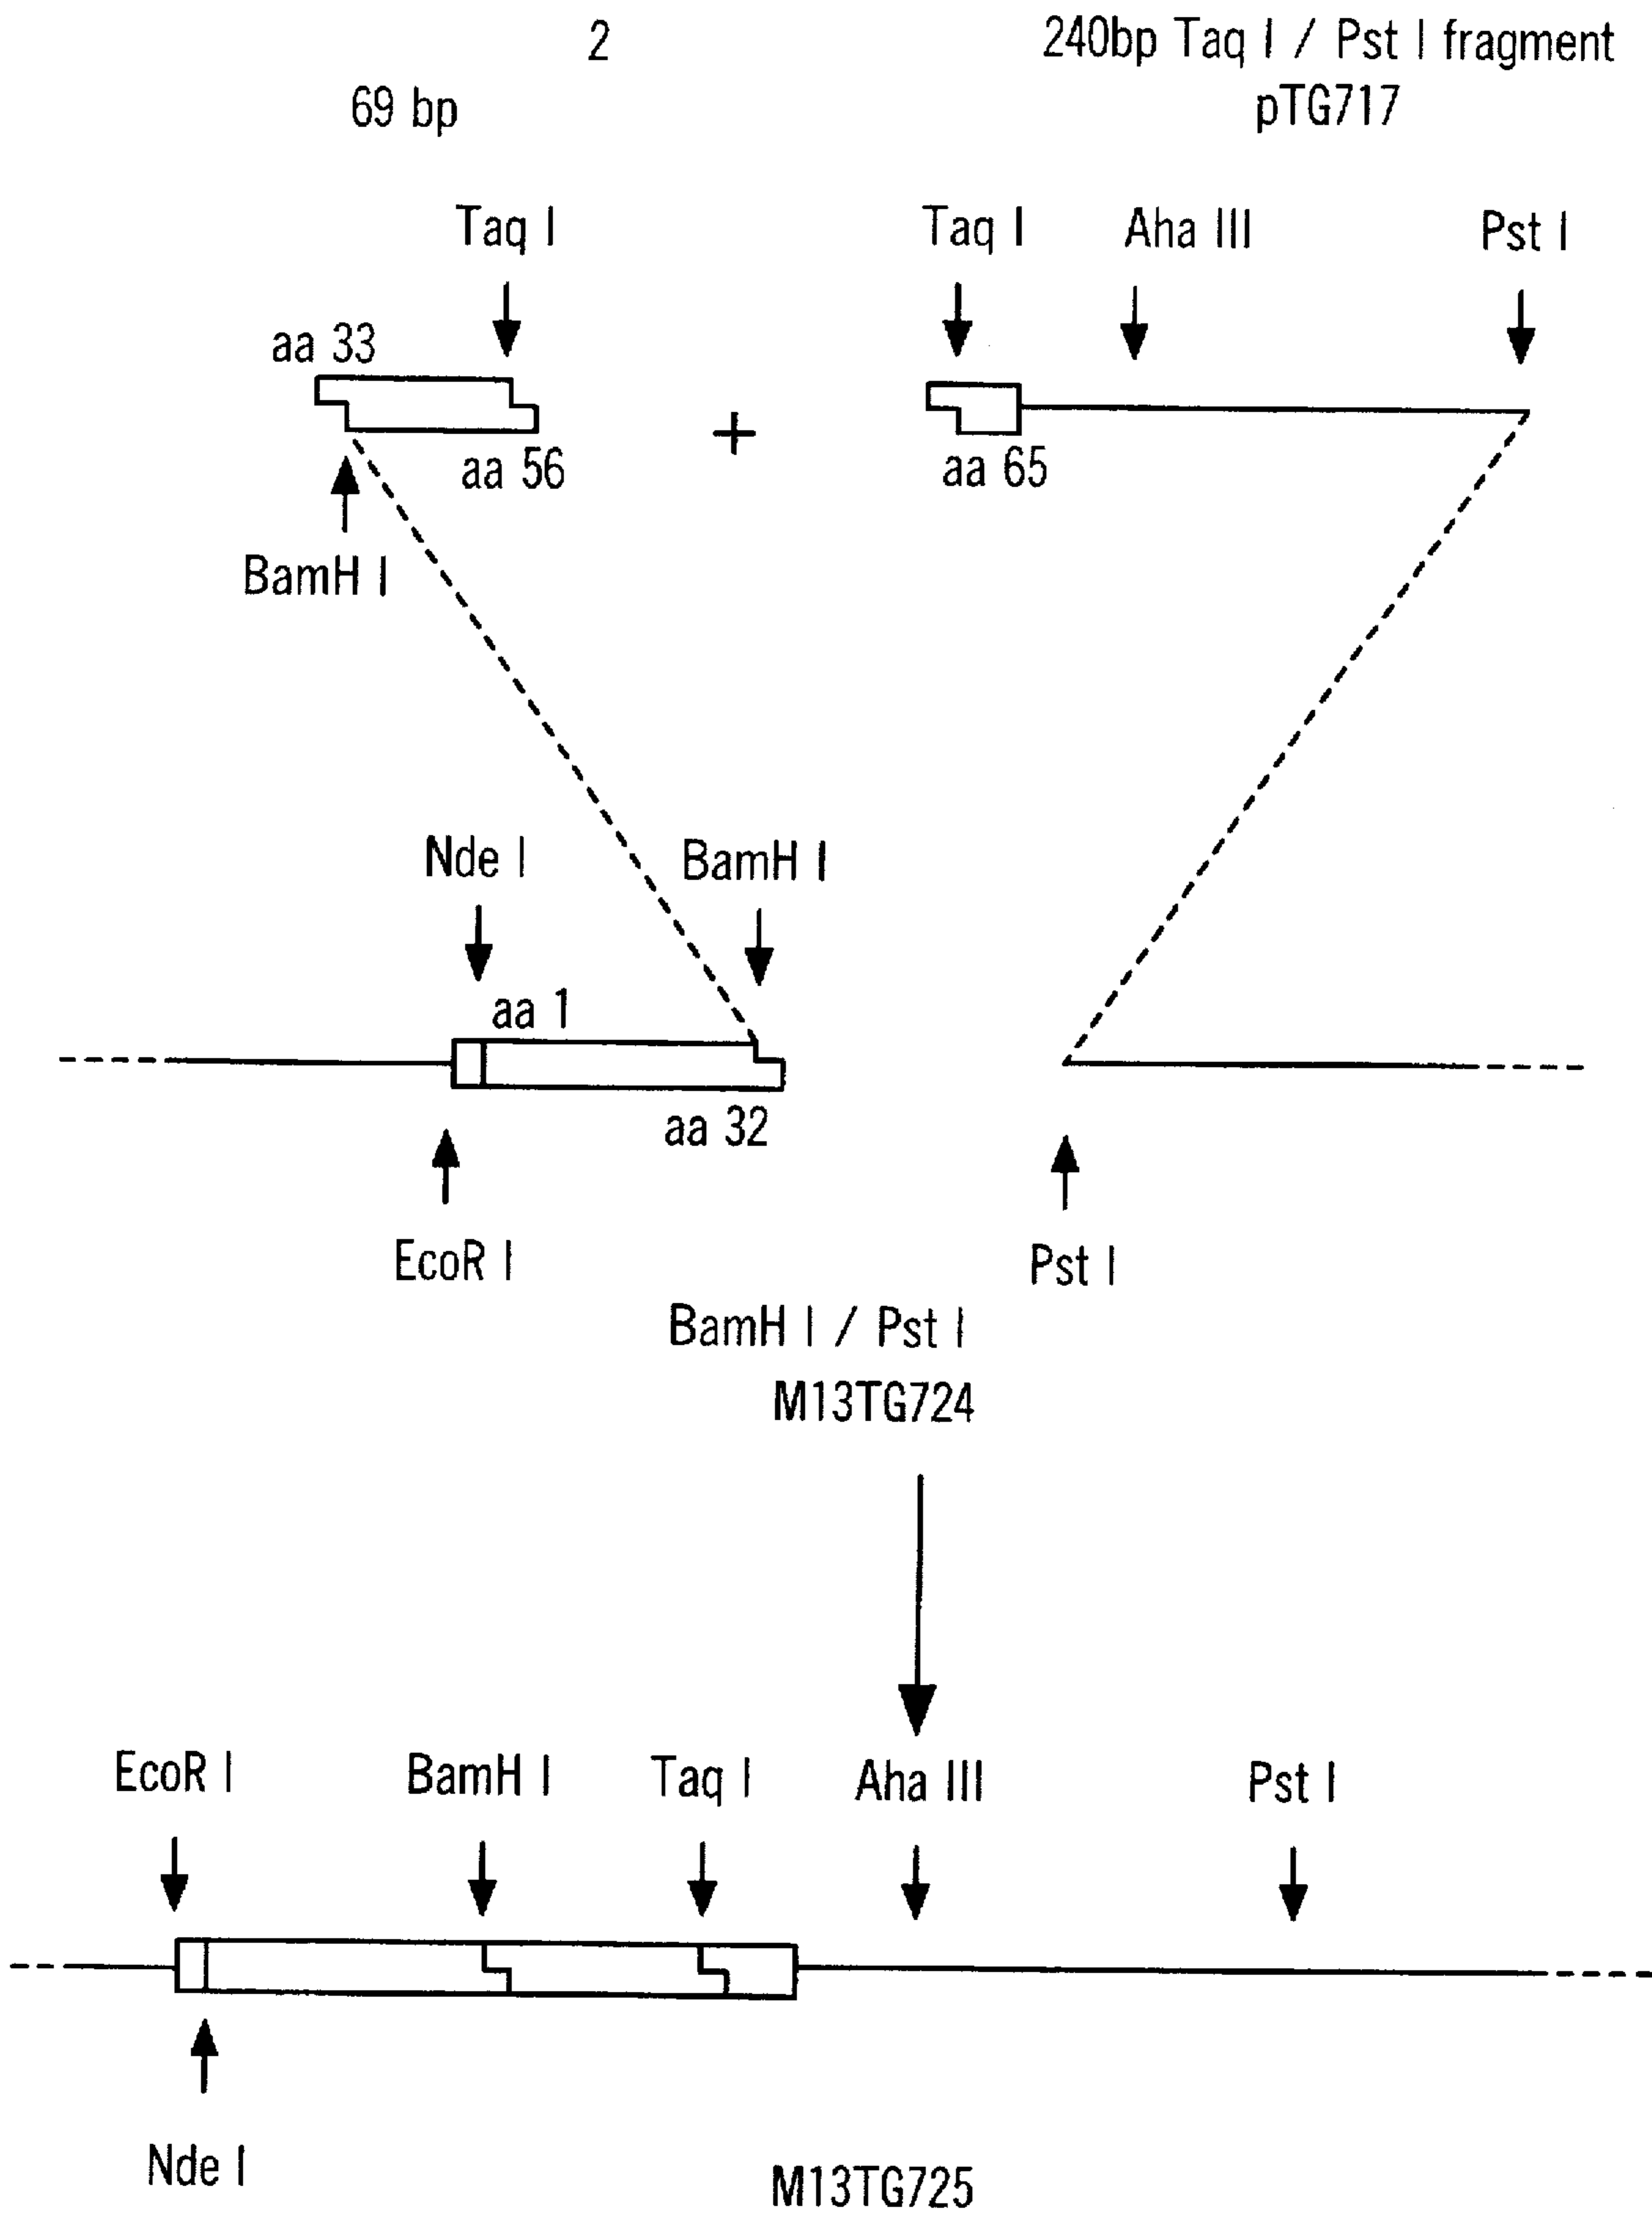 2
240bp Taq I / Pst I fragment
69 bp
pTG717
Taq I
Taq I
Aha III
Pst I
aa 33
+
aa 56
aa 65
BamH I
Nde I
BamH I
aa 1
aa 32
EcoR I
Pst I
BamH I / Pst I
M13TG724
EcoR I
BamH I
Taq I
Aha III
Pst I
Nde I
M13TG725